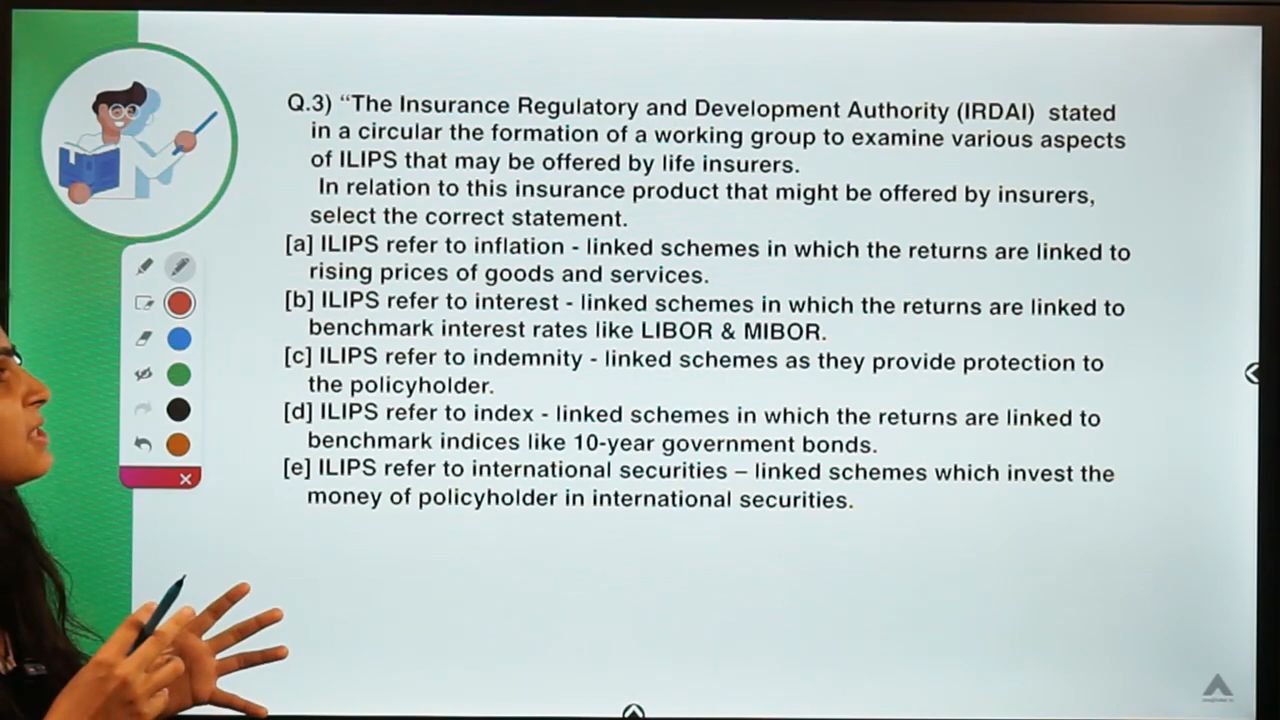 Q.3) “The Insurance Regulatory and Development Authority (IRDAI) stated
in a circular the formation of a working group to examine various aspects
of ILIPS that may be offered by life insurers.
In relation to this insurance product that might be offered by insurers,
select the correct statement.
[a] ILIPS refer to inflation - linked schemes in which the returns are linked to
rising prices of goods and services.
[b] ILIPS refer to interest - linked schemes in which the returns are linked to
benchmark interest rates like LIBOR & MIBOR.
[c] ILIPS refer to indemnity - linked schemes as they provide protection to
the policyholder.
[d] ILIPS refer to index - linked schemes in which the returns are linked to
benchmark indices like 10-year government bonds.
[e] ILIPS refer to international securities – linked schemes which invest the
money of policyholder in international securities.